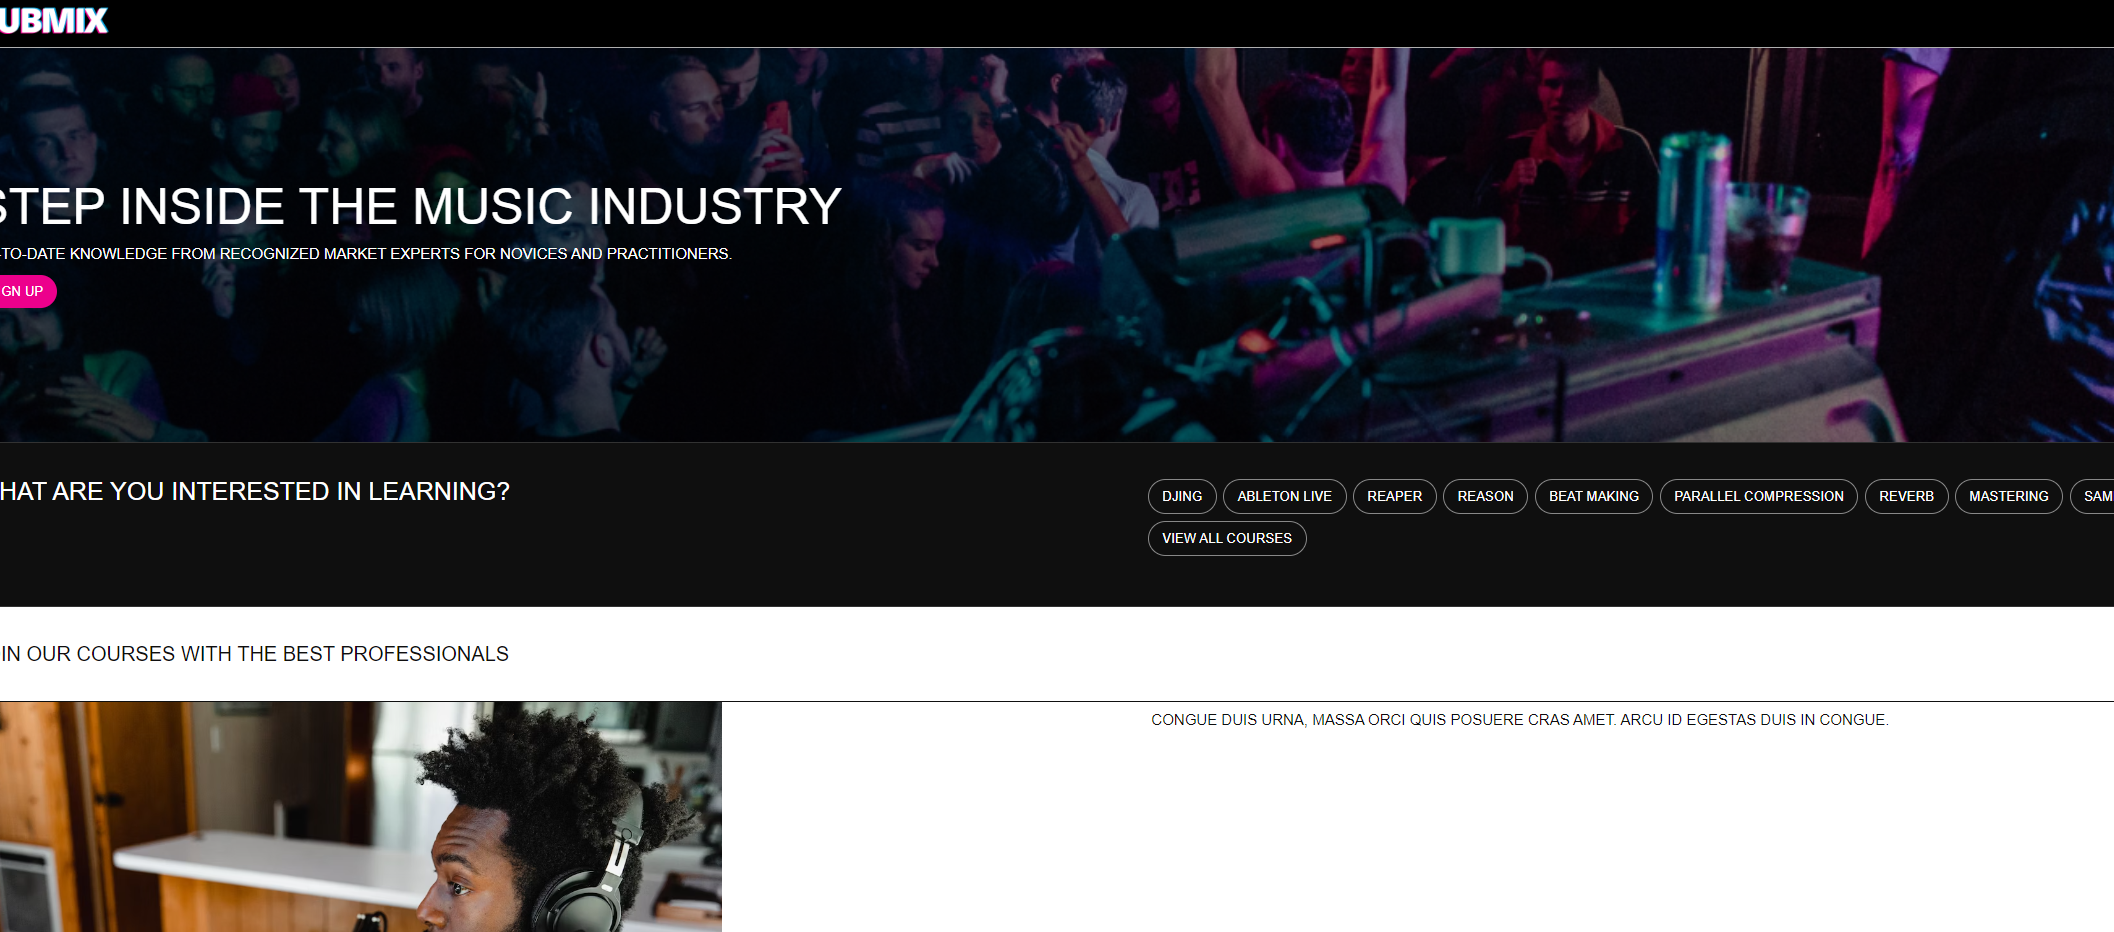 UBMIX
STEP INSIDE THE MUSIC INDUSTRY
-TO-DATE KNOWLEDGE FROM RECOGNIZED MARKET EXPERTS FOR NOVICES AND PRACTITIONERS.
GN UP
HAT ARE YOU INTERESTED IN LEARNING?
DJING ABLETON LIVE REAPER REASON BEAT MAKING PARALLEL COMPRESSION REVERB MASTERING SAM
VIEW ALL COURSES
IN OUR COURSES WITH THE BEST PROFESSIONALS
CONGUE DUIS URNA, MASSA ORCI QUIS POSUERE CRAS AMET. ARCU ID EGESTAS DUIS IN CONGUE.